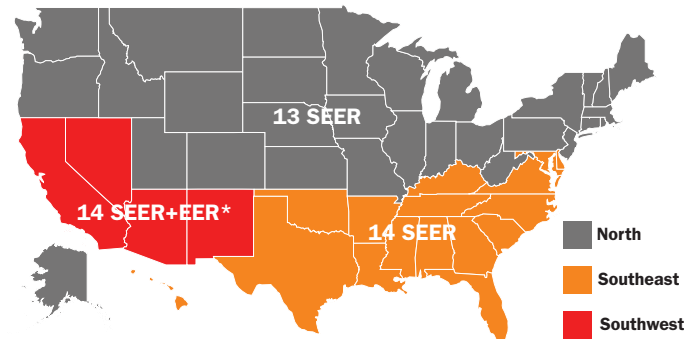 13 SEER
14 SEER+EER*
14 SEER
North
Southeast
Southwest